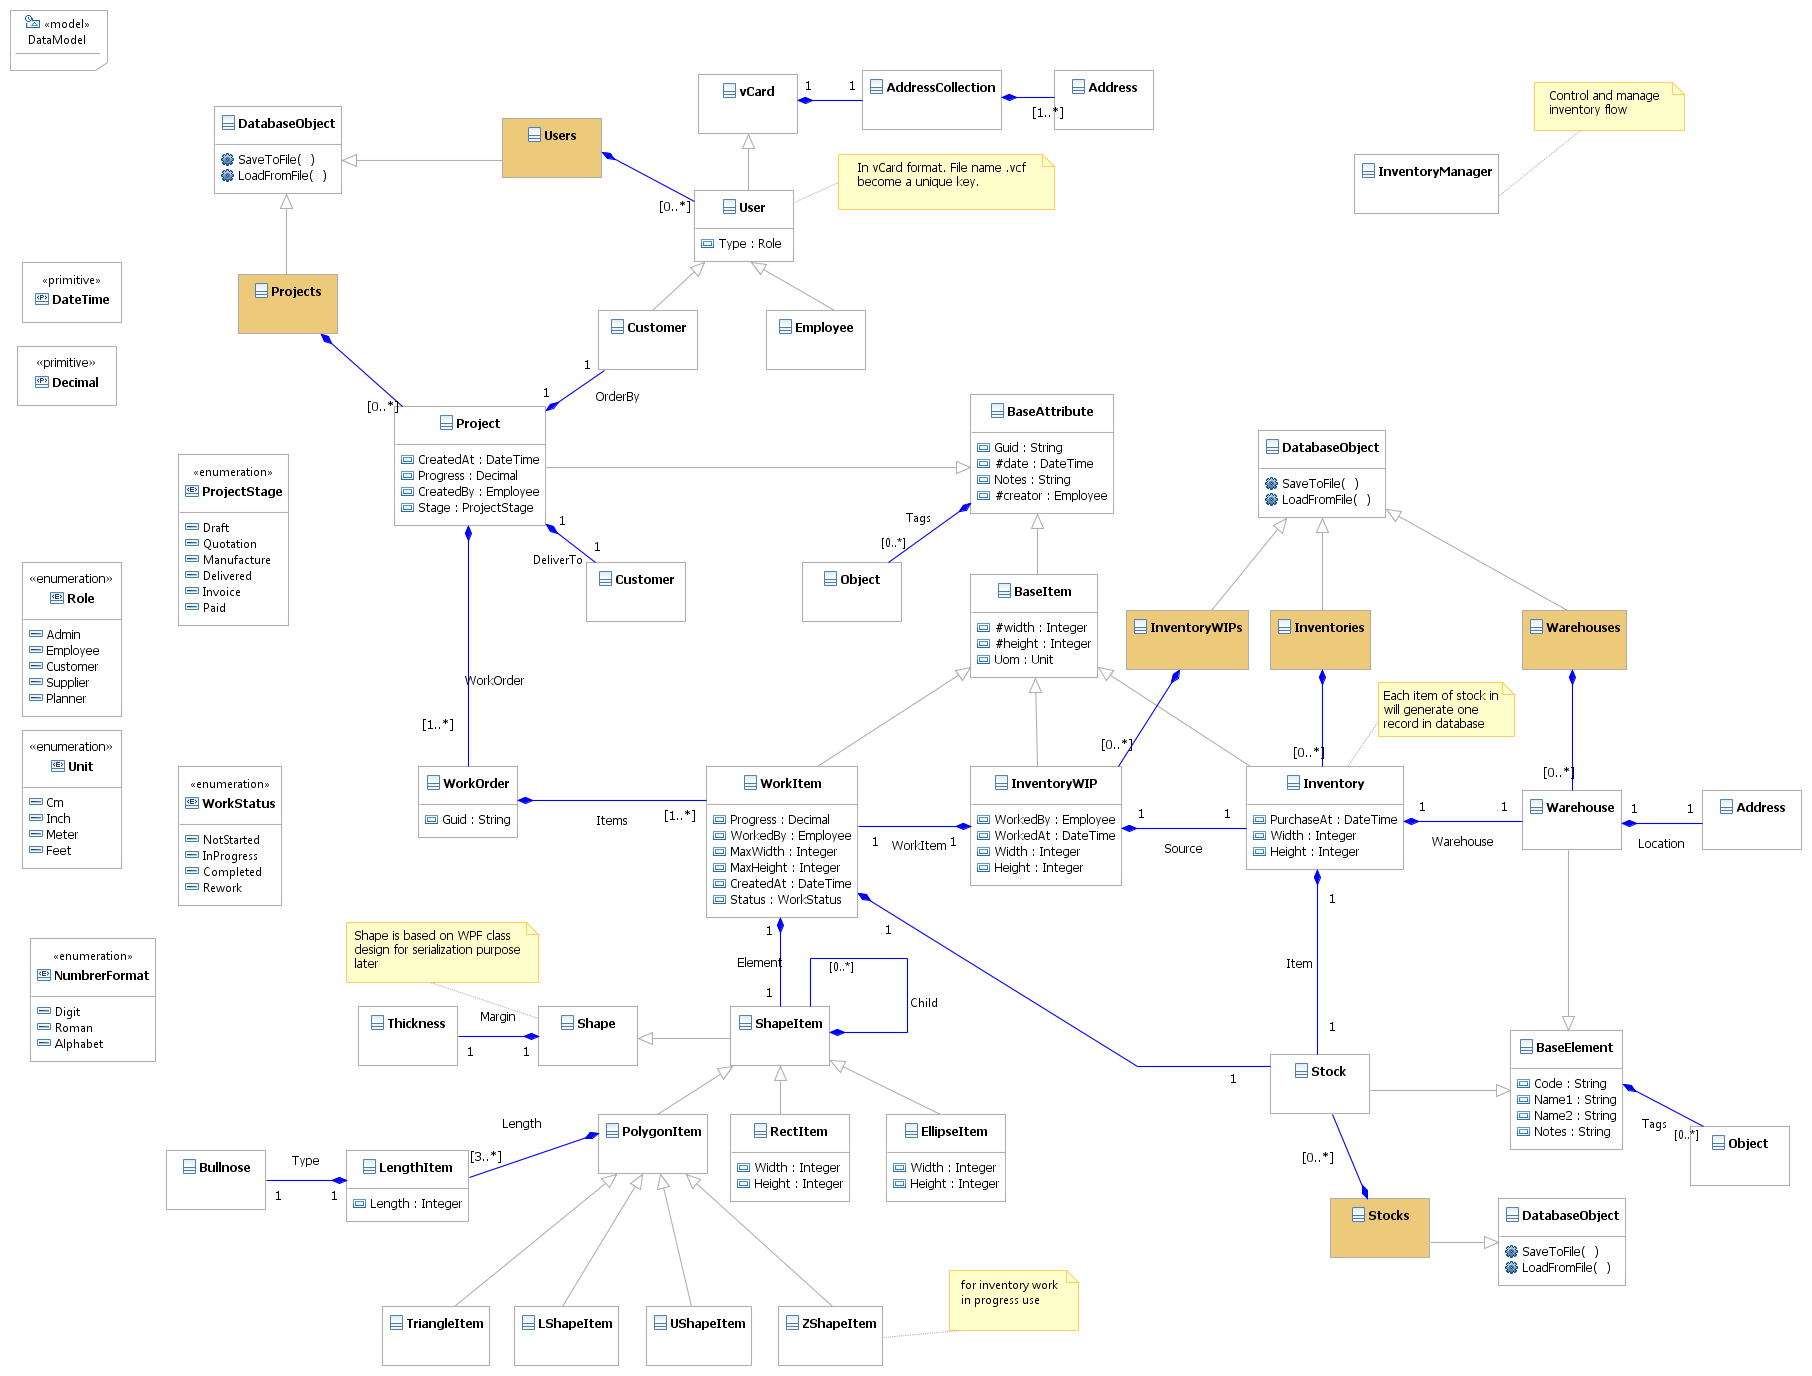 «model»
DataModel
vCard
1
1
AddressCollection
Address
[1..*]
Control and manage
inventory flow
DatabaseObject
SaveToFile(  )
LoadFromFile(  )
Users
[0..*]
In vCard format. File name .vcf
become a unique key.
InventoryManager
User
Type : Role
«primitive»
DateTime
Projects
Customer
Employee
«primitive»
Decimal
[0..*]
1
1
OrderBy
Project
CreatedAt : DateTime
Progress : Decimal
CreatedBy : Employee
Stage : ProjectStage
BaseAttribute
Guid : String
#date : DateTime
Notes : String
#creator : Employee
DatabaseObject
SaveToFile(  )
LoadFromFile(  )
«enumeration»
ProjectStage
Draft
Quotation
Manufacture
Delivered
Invoice
Paid
1
1
DeliverTo
Customer
Tags
[0..*]
Object
«enumeration»
Role
Admin
Employee
Customer
Supplier
Planner
BaseItem
#width : Integer
#height : Integer
Uom : Unit
InventoryWIPs
Inventories
Warehouses
WorkOrder
[1..*]
Each item of stock in
will generate one
record in database
[0..*]
[0..*]
[0..*]
«enumeration»
Unit
Cm
Inch
Meter
Feet
«enumeration»
WorkStatus
NotStarted
InProgress
Completed
Rework
WorkOrder
Guid : String
Items
[1..*]
WorkItem
Progress : Decimal
WorkedBy : Employee
MaxWidth : Integer
MaxHeight : Integer
CreatedAt : DateTime
Status : WorkStatus
1
WorkItem
1
InventoryWIP
WorkedBy : Employee
WorkedAt : DateTime
Width : Integer
Height : Integer
1
1
Source
Inventory
PurchaseAt : DateTime
Width : Integer
Height : Integer
1
1
Warehouse
Warehouse
1
1
Location
Address
«enumeration»
NumbrerFormat
Digit
Roman
Alphabet
Shape is based on WPF class
design for serialization purpose
later
1
Element
1
[0..*]
Child
1
1
1
Item
1
Thickness
Margin
1
1
Shape
ShapeItem
Stock
BaseElement
Code : String
Name1 : String
Name2 : String
Notes : String
Tags
[0..*]
Object
Bullnose
Type
1
1
LengthItem
Length : Integer
Length
[3..*]
PolygonItem
RectItem
Width : Integer
Height : Integer
EllipseItem
Width : Integer
Height : Integer
[0..*]
Stocks
DatabaseObject
SaveToFile(  )
LoadFromFile(  )
for inventory work
in progress use
TriangleItem
LShapeItem
UShapeItem
ZShapeItem